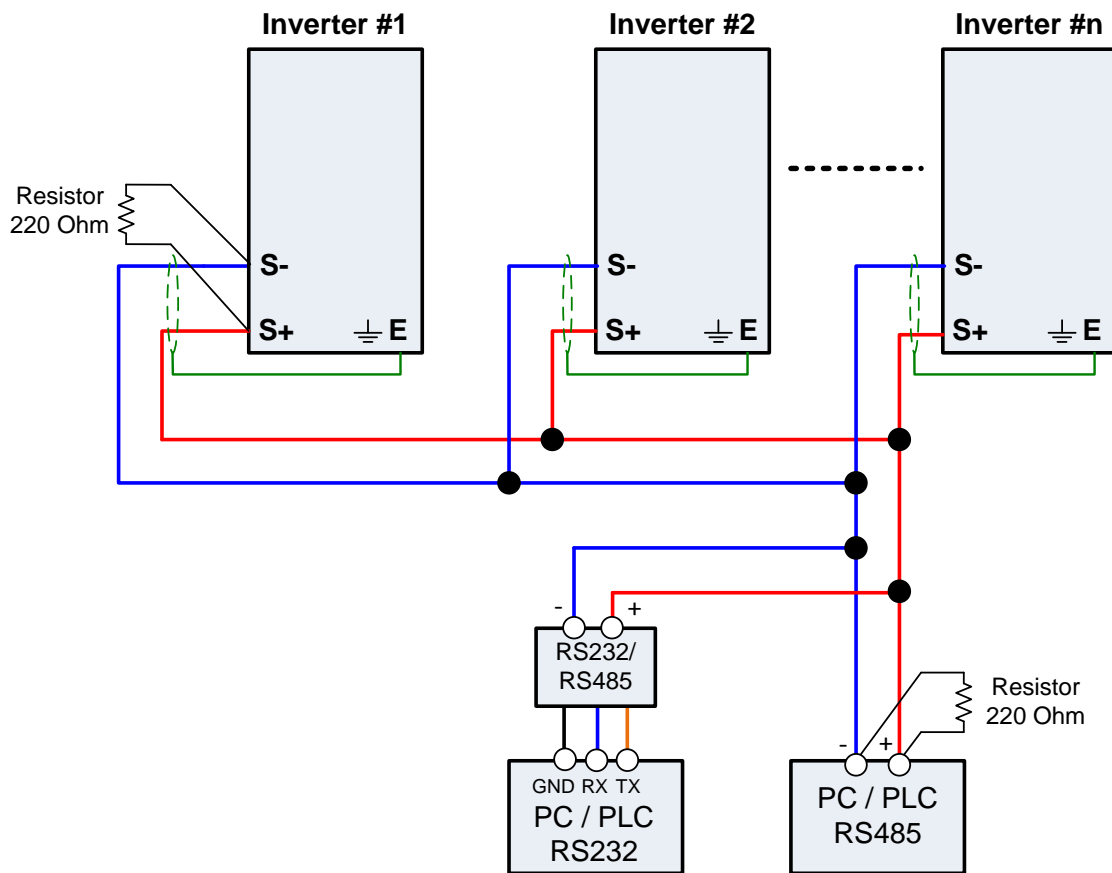 Inverter #1
Inverter #2
Inverter #n
Resistor
220 Ohm
S-
S+
E
S-
S+
E
S-
S+
E
- +
RS232/
RS485
GND RX TX
PC / PLC
RS232
Resistor
220 Ohm
- +
PC / PLC
RS485